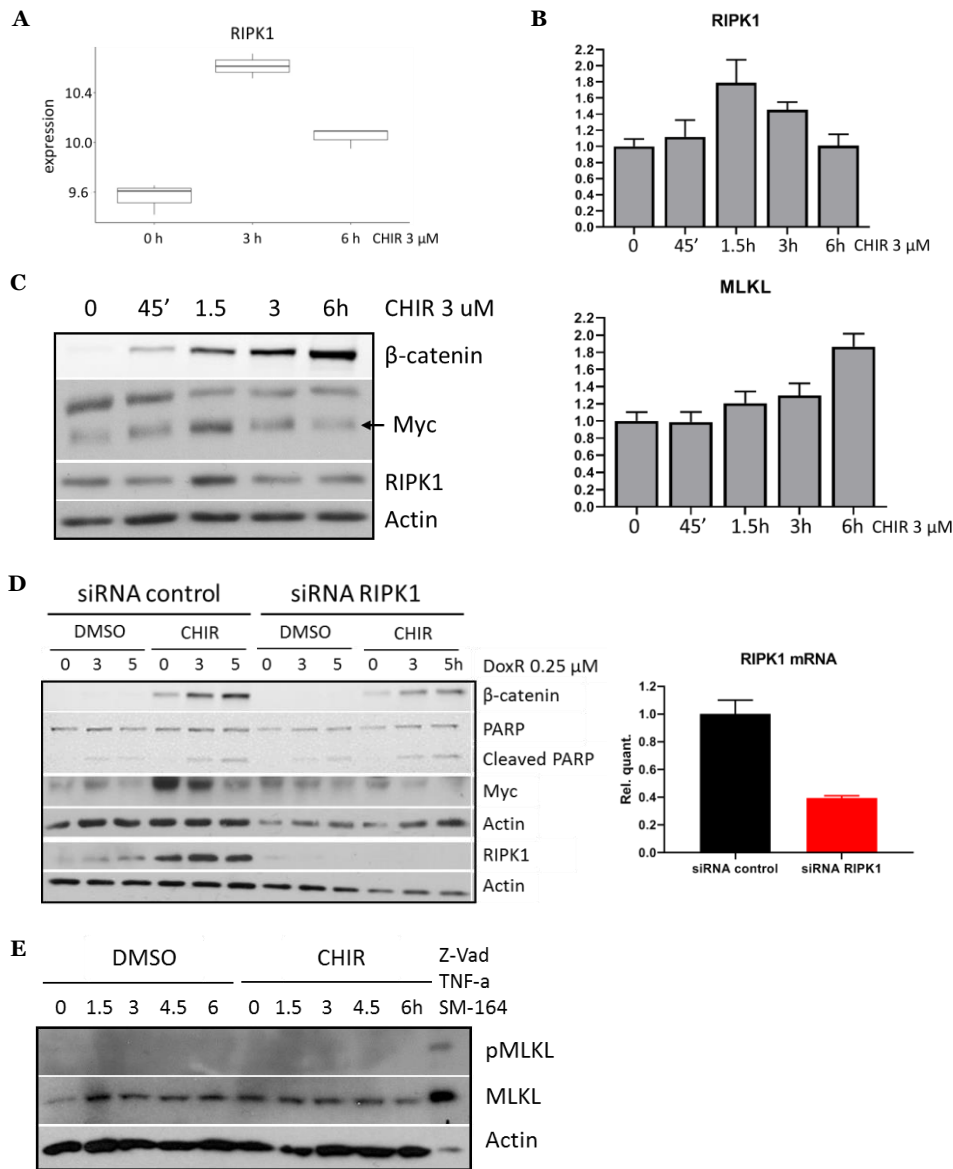 A
RIPK1
expression
10.4
10.0
9.6
0 h 3 h 6 h CHIR 3 μM
B
RIPK1
2.2
2.0
1.8
1.6
1.4
1.2
1.0
0.8
0.6
0.4
0.2
0.0
0 45’ 1.5h 3h 6h CHIR 3 μM
MLKL
2.2
2.0
1.8
1.6
1.4
1.2
1.0
0.8
0.6
0.4
0.2
0.0
0 45’ 1.5h 3h 6h CHIR 3 μM
C
0 45’ 1.5 3 6h CHIR 3 uM
β-catenin
Myc
RIPK1
Actin
D
siRNA control siRNA RIPK1
DMSO CHIR DMSO CHIR
0 3 5 0 3 5 0 3 5 0 3 5h DoxR 0.25 μM
β-catenin
PARP
Cleaved PARP
Myc
Actin
RIPK1
Actin
RIPK1 mRNA
Rel. quant.
1.2
1.0
0.8
0.6
0.4
0.2
0.0
siRNA control siRNA RIPK1
E
DMSO CHIR Z-Vad
TNF-a
0 1.5 3 4.5 6 0 1.5 3 4.5 6h SM-164
pMLKL
MLKL
Actin